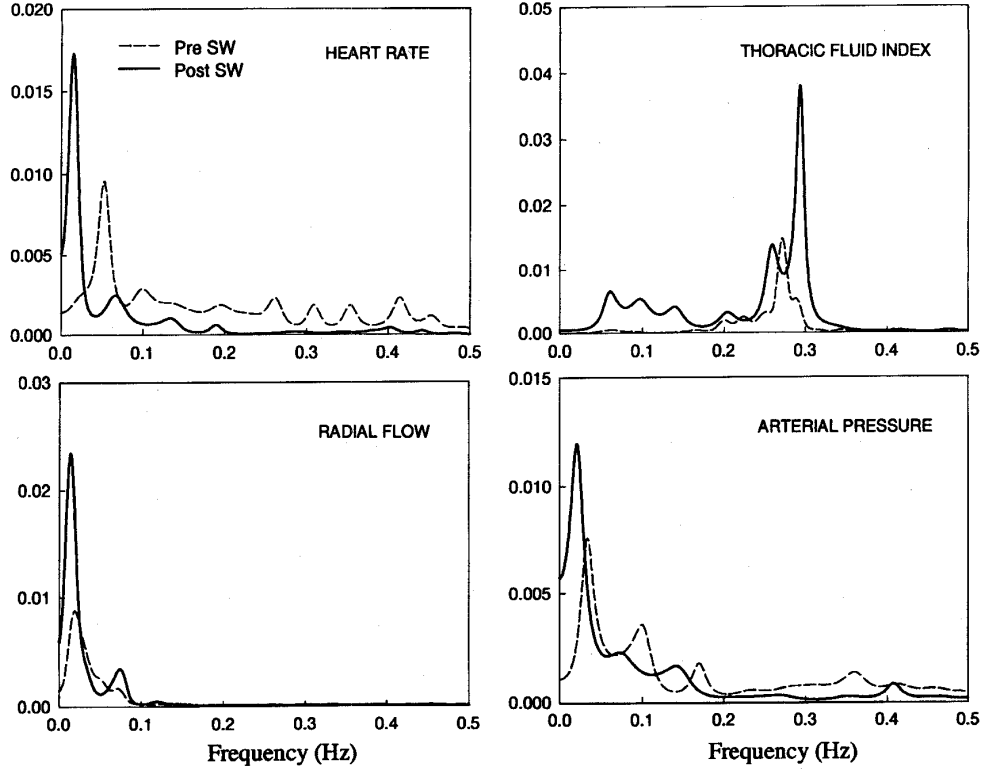 0.020
0.015
0.010
0.005
0.000
Pre SW
Post SW
HEART RATE
0.0 0.1 0.2 0.3 0.4 0.5
0.05
0.04
0.03
0.02
0.01
0.00
THORACIC FLUID INDEX
0.0 0.1 0.2 0.3 0.4 0.5
0.03
0.02
0.01
0.00
RADIAL FLOW
0.0 0.1 0.2 0.3 0.4 0.5
Frequency (Hz)
0.015
0.010
0.005
0.000
ARTERIAL PRESSURE
0.0 0.1 0.2 0.3 0.4 0.5
Frequency (Hz)